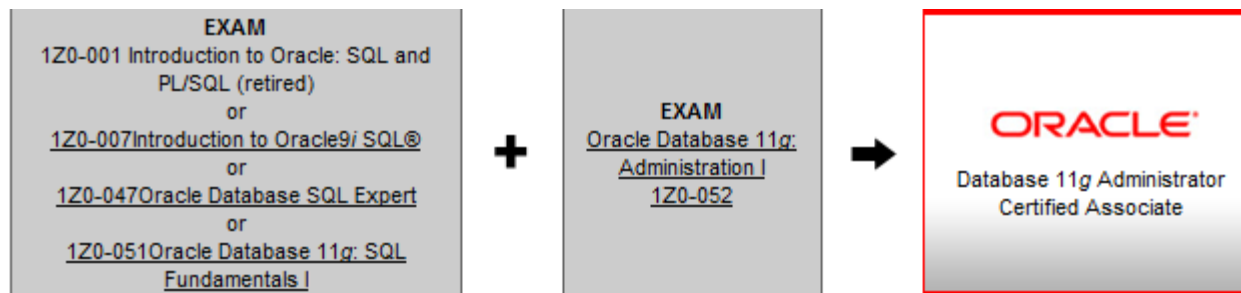 EXAM
1Z0-001 Introduction to Oracle: SQL and
PL/SQL (retired)
or
1Z0-007Introduction to Oracle9i SQL®
or
1Z0-047Oracle Database SQL Expert
or
1Z0-051Oracle Database 11g: SQL
Fundamentals I
+
EXAM
Oracle Database 11g:
Administration I
1Z0-052
ORACLE®
Database 11g Administrator
Certified Associate